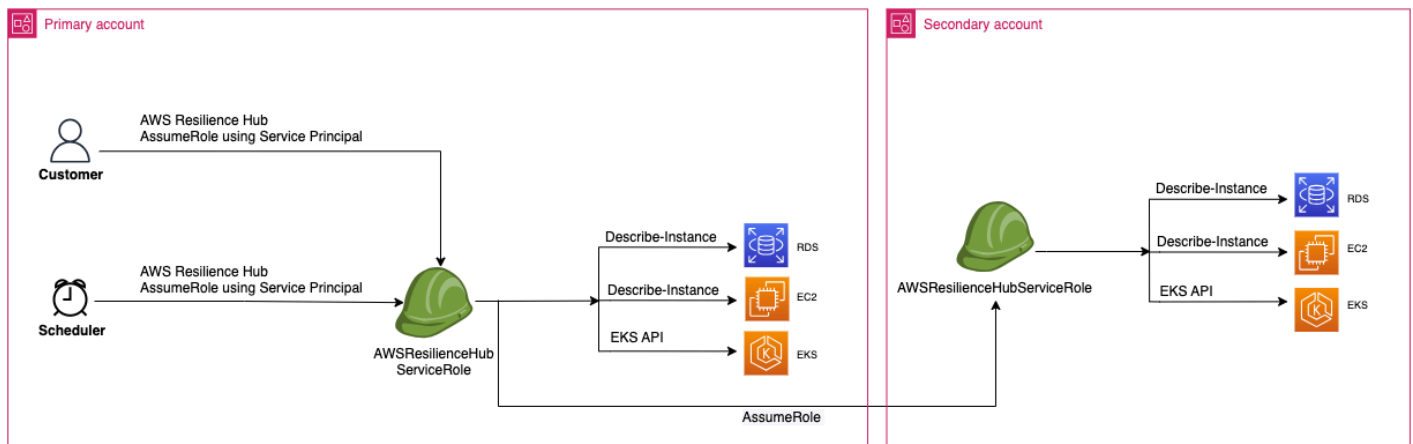 Primary account
AWS Resilience Hub
AssumeRole using Service Principal
Customer
AWS Resilience Hub
AssumeRole using Service Principal
Scheduler
AWSResilienceHub
ServiceRole
Describe-Instance
RDS
Describe-Instance
EC2
EKS API
EKS
AssumeRole
Secondary account
AWSResilienceHubServiceRole
Describe-Instance
RDS
Describe-Instance
EC2
EKS API
EKS